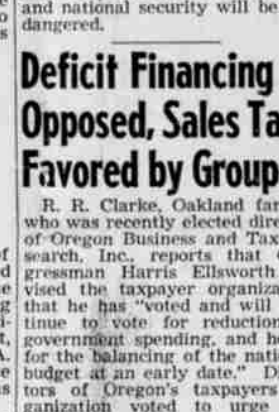 and national security will be
dangered.
Deficit Financing
Opposed, Sales Ta
Favored by Group
R. R. Clarke, Oakland far
who was recently elected dire
of Oregon Business and Tax
search, Inc., reports that
gressman Harris Ellsworth
vised the taxpayer organiza
that he has "voted and will
tinue to vote for reduction
government spending, and he
for the balancing of the nati
budget at an early date." D
tors of Oregon's taxpayers
ganization voted to urge